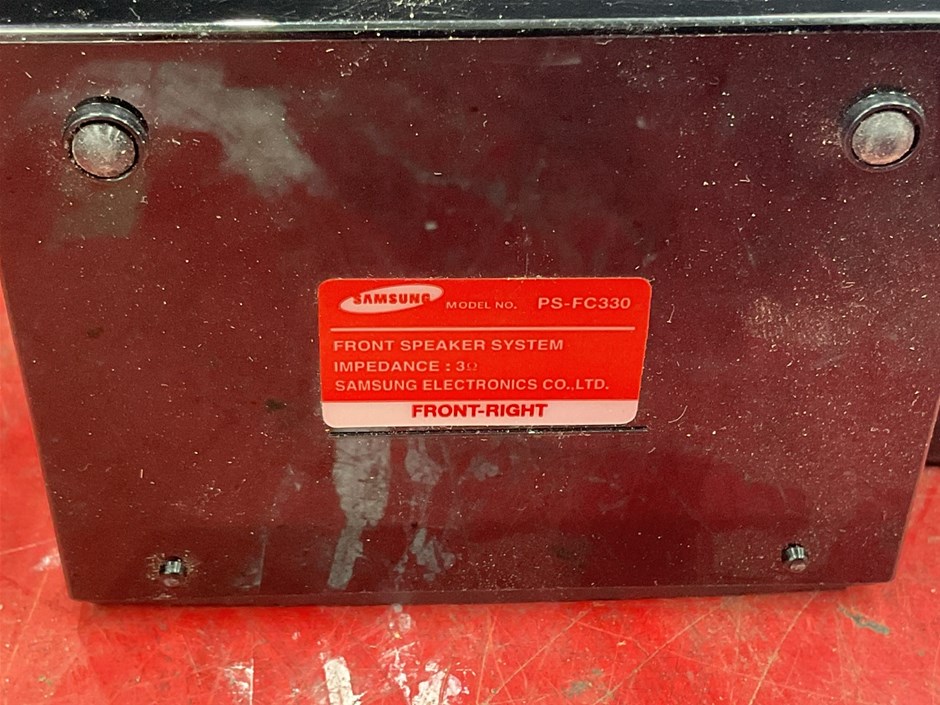 SAMSUNG MODEL NO. PS-FC330
FRONT SPEAKER SYSTEM
IMPEDANCE : 3Ω
SAMSUNG ELECTRONICS CO.,LTD.
FRONT-RIGHT